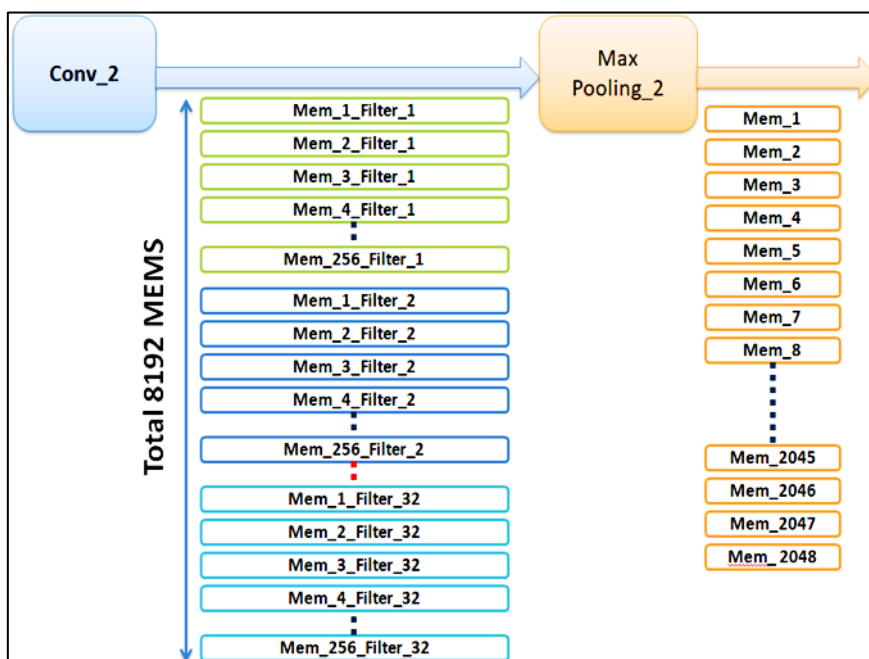 Conv_2
Max
Pooling_2
Total 8192 MEMS
Mem_1_Filter_1
Mem_2_Filter_1
Mem_3_Filter_1
Mem_4_Filter_1
Mem_256_Filter_1
Mem_1_Filter_2
Mem_2_Filter_2
Mem_3_Filter_2
Mem_4_Filter_2
Mem_256_Filter_2
Mem_1_Filter_32
Mem_2_Filter_32
Mem_3_Filter_32
Mem_4_Filter_32
Mem_256_Filter_32
Mem_1
Mem_2
Mem_3
Mem_4
Mem_5
Mem_6
Mem_7
Mem_8
Mem_2045
Mem_2046
Mem_2047
Mem_ 2048